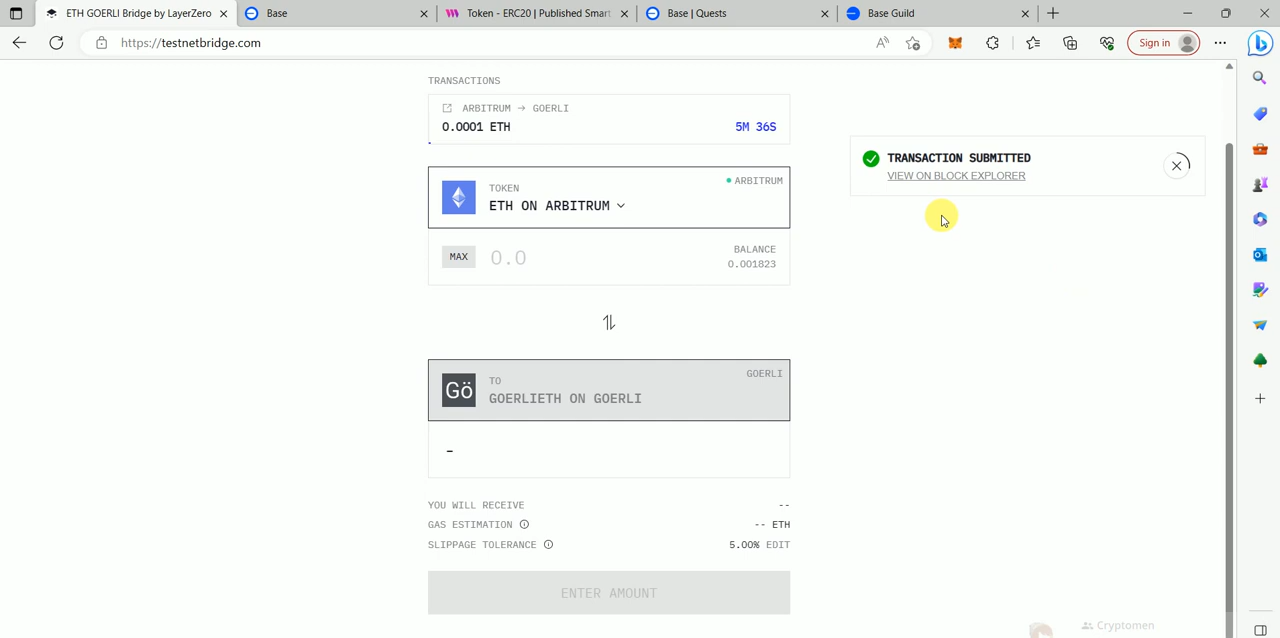 ETH GOERLI Bridge by LayerZero
Base
Token - ERC20 | Published Smart
Base | Quests
Base Guild
https://testnetbridge.com
Sign in
TRANSACTIONS
ARBITRUM → GOERLI
0.0001 ETH
5M 36S
TRANSACTION SUBMITTED
VIEW ON BLOCK EXPLORER
ARBITRUM
TOKEN
ETH ON ARBITRUM
MAX
0.0
BALANCE
0.001823
GOERLI
Gö
TO
GOERLIETH ON GOERLI
-
YOU WILL RECEIVE
--
GAS ESTIMATION
-- ETH
SLIPPAGE TOLERANCE
5.00% EDIT
ENTER AMOUNT
Cryptomen